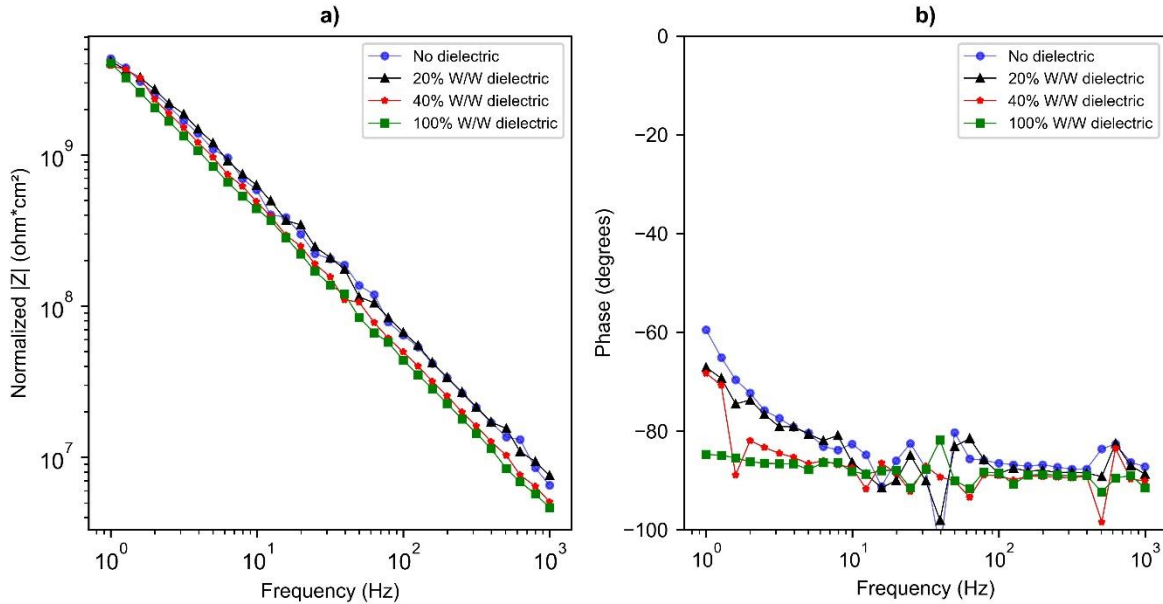 a)
No dielectric
20% W/W dielectric
40% W/W dielectric
100% W/W dielectric
10⁹
10⁸
10⁷
Normalized |Z| (ohm*cm²)
10⁰
10¹
10²
10³
Frequency (Hz)
b)
No dielectric
20% W/W dielectric
40% W/W dielectric
100% W/W dielectric
0
−20
−40
−60
−80
−100
Phase (degrees)
10⁰
10¹
10²
10³
Frequency (Hz)